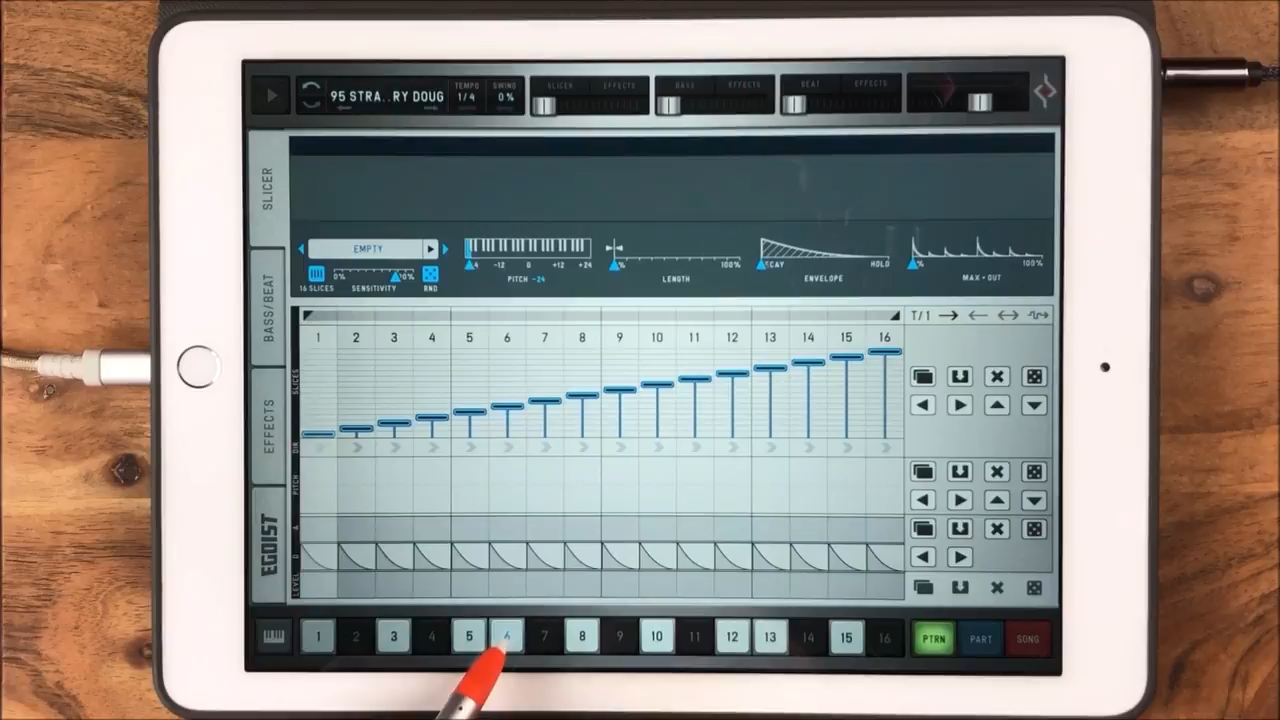 95 STRA..RY DOUG
TEMPO
1/4
SWING
0 %
SLICER EFFECTS
BASS EFFECTS
BEAT EFFECTS
SLICER
BASS/BEAT
EFFECTS
EGOIST
EMPTY
16 SLICES
0%
SENSITIVITY
RND
-12 0 +12 +24
PITCH -24
% 100%
LENGTH
HOLD
ENVELOPE
% 100%
MAX-OUT
T/1
1 2 3 4 5 6 7 8 9 10 11 12 13 14 15 16
SLICES
DIR
PITCH
A
D
LEVEL
1 2 3 4 5 6 7 8 9 10 11 12 13 14 15 16
PTRN PART SONG